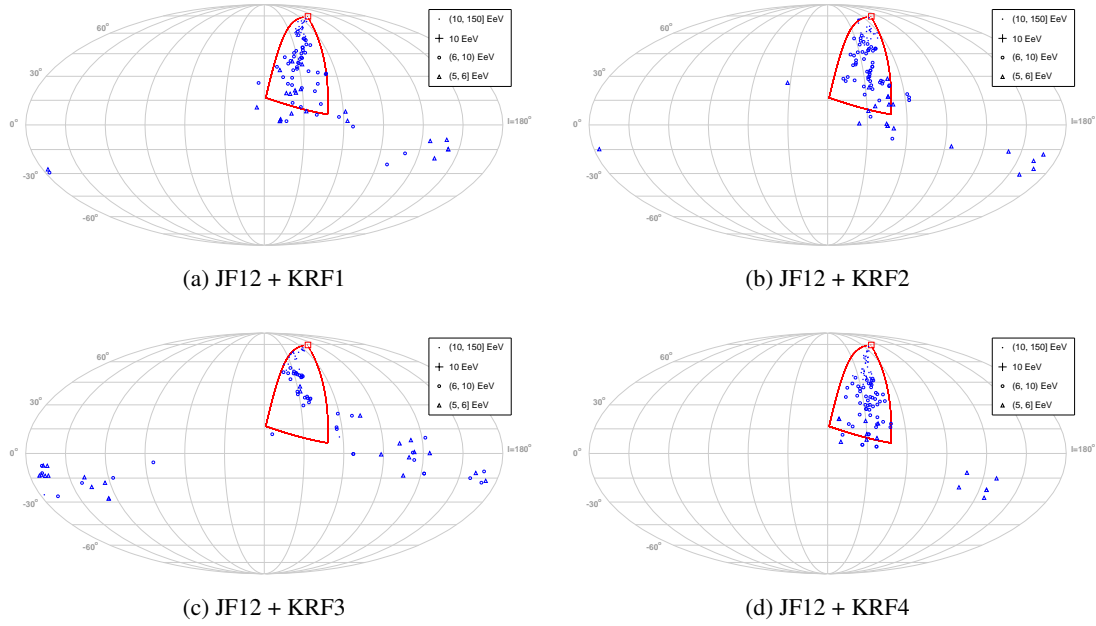 60° (10, 150] EeV
10 EeV
30° (6, 10) EeV
(5, 6] EeV
0° l=180°
-30°
-60°
(a) JF12 + KRF1
60° (10, 150] EeV
10 EeV
30° (6, 10) EeV
(5, 6] EeV
0° l=180°
-30°
-60°
(b) JF12 + KRF2
60° (10, 150] EeV
10 EeV
30° (6, 10) EeV
(5, 6] EeV
0° l=180°
-30°
-60°
(c) JF12 + KRF3
60° (10, 150] EeV
10 EeV
30° (6, 10) EeV
(5, 6] EeV
0° l=180°
-30°
-60°
(d) JF12 + KRF4